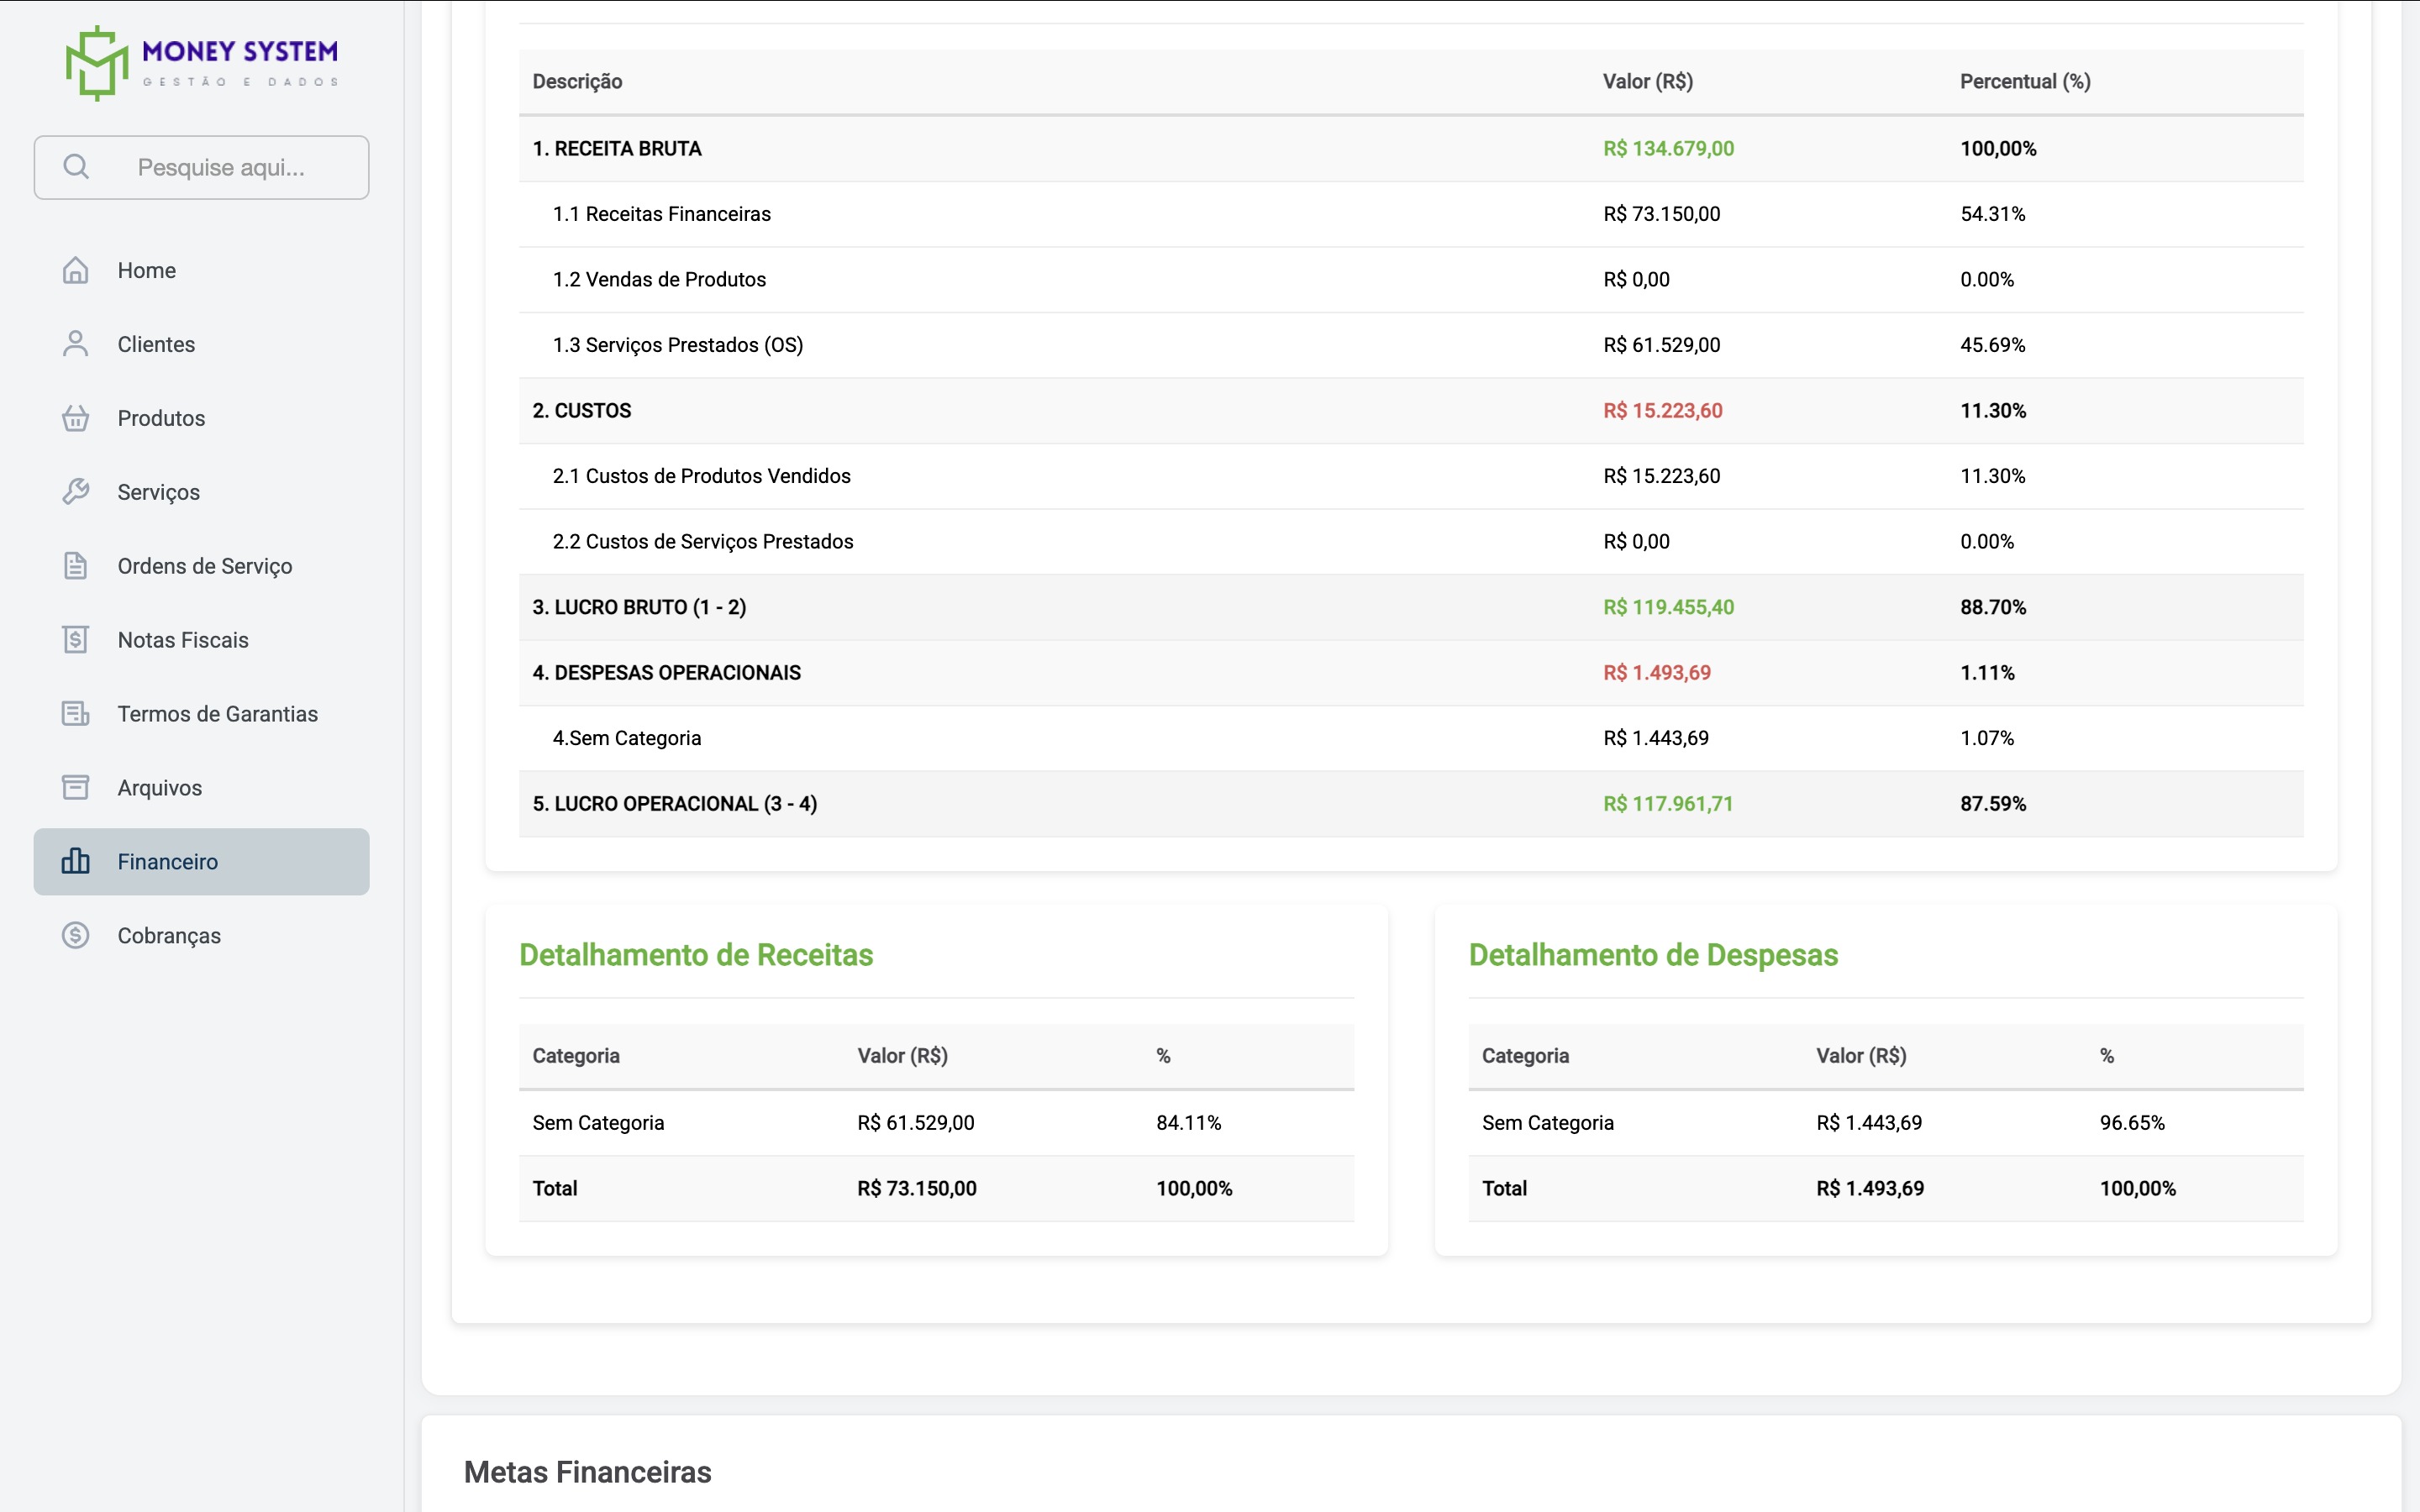 MONEY SYSTEM
GESTÃO E DADOS
Pesquise aqui...
Home
Clientes
Produtos
Serviços
Ordens de Serviço
Notas Fiscais
Termos de Garantias
Arquivos
Financeiro
Cobranças
Descrição Valor (R$) Percentual (%)
1. RECEITA BRUTA R$ 134.679,00 100,00%
1.1 Receitas Financeiras R$ 73.150,00 54.31%
1.2 Vendas de Produtos R$ 0,00 0.00%
1.3 Serviços Prestados (OS) R$ 61.529,00 45.69%
2. CUSTOS R$ 15.223,60 11.30%
2.1 Custos de Produtos Vendidos R$ 15.223,60 11.30%
2.2 Custos de Serviços Prestados R$ 0,00 0.00%
3. LUCRO BRUTO (1 - 2) R$ 119.455,40 88.70%
4. DESPESAS OPERACIONAIS R$ 1.493,69 1.11%
4.Sem Categoria R$ 1.443,69 1.07%
5. LUCRO OPERACIONAL (3 - 4) R$ 117.961,71 87.59%
Detalhamento de Receitas
Categoria Valor (R$) %
Sem Categoria R$ 61.529,00 84.11%
Total R$ 73.150,00 100,00%
Detalhamento de Despesas
Categoria Valor (R$) %
Sem Categoria R$ 1.443,69 96.65%
Total R$ 1.493,69 100,00%
Metas Financeiras